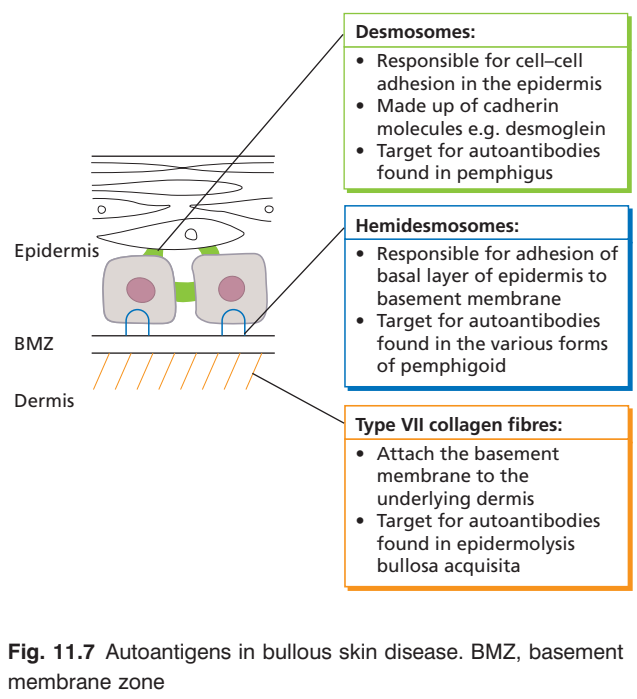 Desmosomes:
• Responsible for cell–cell
adhesion in the epidermis
• Made up of cadherin
molecules e.g. desmoglein
• Target for autoantibodies
found in pemphigus
Epidermis
BMZ
Dermis
Hemidesmosomes:
• Responsible for adhesion of
basal layer of epidermis to
basement membrane
• Target for autoantibodies
found in the various forms
of pemphigoid
Type VII collagen fibres:
• Attach the basement
membrane to the
underlying dermis
• Target for autoantibodies
found in epidermolysis
bullosa acquisita
Fig. 11.7 Autoantigens in bullous skin disease. BMZ, basement
membrane zone